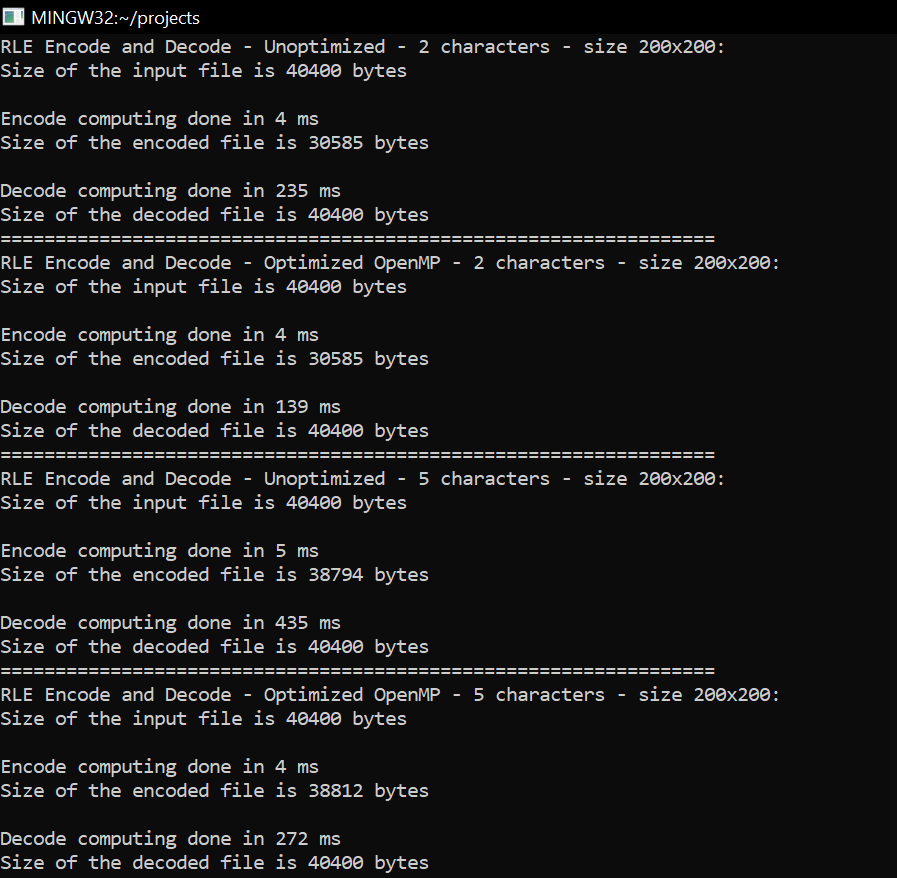 MINGW32:~/projects
RLE Encode and Decode - Unoptimized - 2 characters - size 200x200:
Size of the input file is 40400 bytes
Encode computing done in 4 ms
Size of the encoded file is 30585 bytes
Decode computing done in 235 ms
Size of the decoded file is 40400 bytes
=================================================================
RLE Encode and Decode - Optimized OpenMP - 2 characters - size 200x200:
Size of the input file is 40400 bytes
Encode computing done in 4 ms
Size of the encoded file is 30585 bytes
Decode computing done in 139 ms
Size of the decoded file is 40400 bytes
=================================================================
RLE Encode and Decode - Unoptimized - 5 characters - size 200x200:
Size of the input file is 40400 bytes
Encode computing done in 5 ms
Size of the encoded file is 38794 bytes
Decode computing done in 435 ms
Size of the decoded file is 40400 bytes
=================================================================
RLE Encode and Decode - Optimized OpenMP - 5 characters - size 200x200:
Size of the input file is 40400 bytes
Encode computing done in 4 ms
Size of the encoded file is 38812 bytes
Decode computing done in 272 ms
Size of the decoded file is 40400 bytes